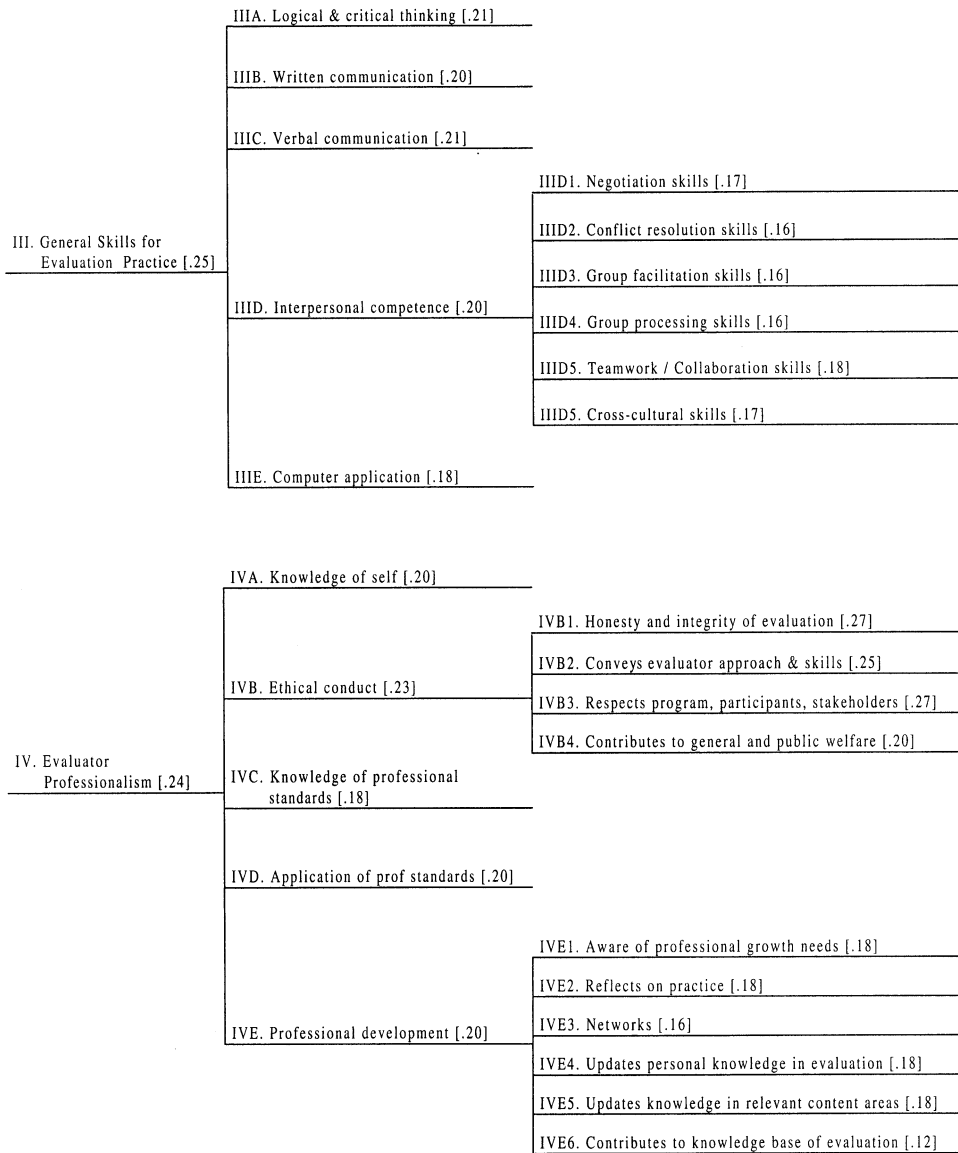 IIIA. Logical & critical thinking [.21]
IIIB. Written communication [.20]
IIIC. Verbal communication [.21]
IIID1. Negotiation skills [.17]
IIID2. Conflict resolution skills [.16]
III. General Skills for
Evaluation Practice [.25]
IIID3. Group facilitation skills [.16]
IIID. Interpersonal competence [.20]
IIID4. Group processing skills [.16]
IIID5. Teamwork / Collaboration skills [.18]
IIID5. Cross-cultural skills [.17]
IIIE. Computer application [.18]
IVA. Knowledge of self [.20]
IVB1. Honesty and integrity of evaluation [.27]
IVB2. Conveys evaluator approach & skills [.25]
IVB. Ethical conduct [.23]
IVB3. Respects program, participants, stakeholders [.27]
IVB4. Contributes to general and public welfare [.20]
IV. Evaluator
Professionalism [.24]
IVC. Knowledge of professional
standards [.18]
IVD. Application of prof standards [.20]
IVE1. Aware of professional growth needs [.18]
IVE2. Reflects on practice [.18]
IVE3. Networks [.16]
IVE. Professional development [.20]
IVE4. Updates personal knowledge in evaluation [.18]
IVE5. Updates knowledge in relevant content areas [.18]
IVE6. Contributes to knowledge base of evaluation [.12]